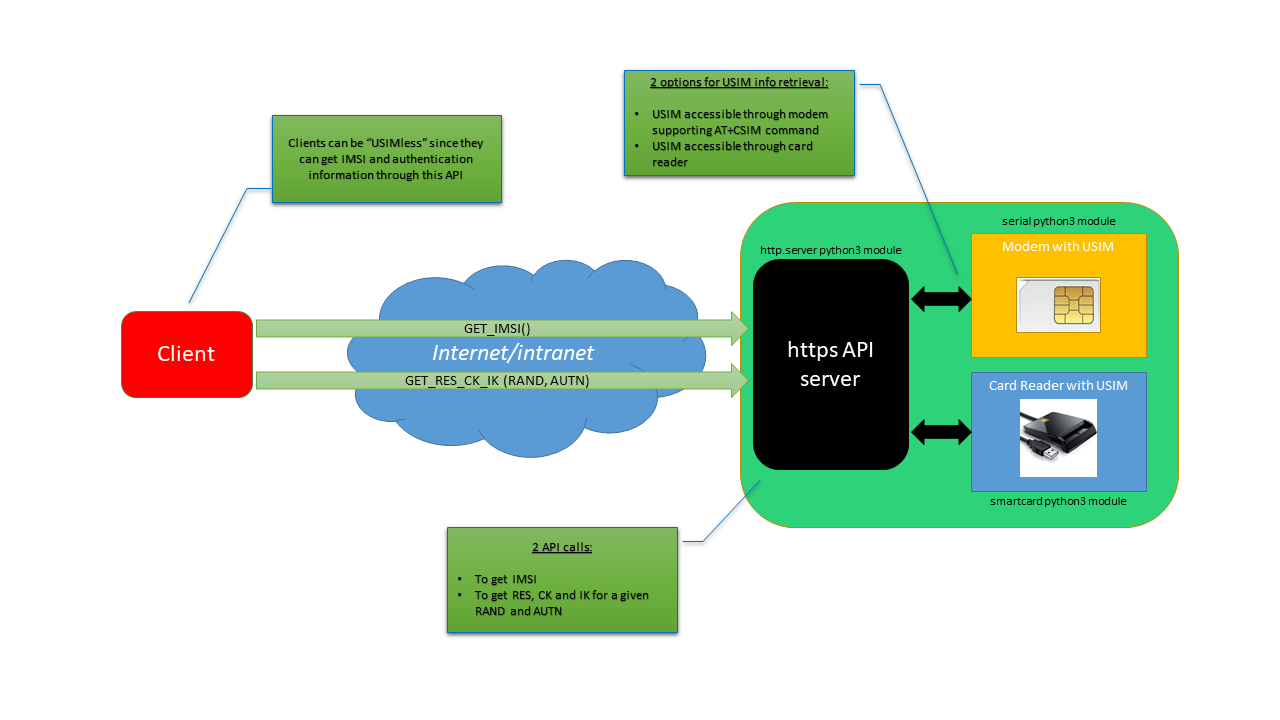 2 options for USIM info retrieval:
• USIM accessible through modem
supporting AT+CSIM command
• USIM accessible through card
reader
Clients can be “USIMless” since they
can get IMSI and authentication
information through this API
serial python3 module
http.server python3 module
Modem with USIM
Client
GET_IMSI()
Internet/intranet
GET_RES_CK_IK (RAND, AUTN)
https API
server
Card Reader with USIM
smartcard python3 module
2 API calls:
• To get IMSI
• To get RES, CK and IK for a given
RAND and AUTN